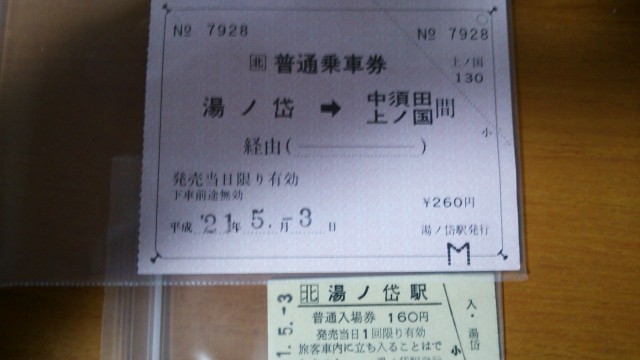 № 7928
№ 7928
北 普通乗車券
上ノ国
130
湯ノ岱 ➡ 中須田 上ノ国 間
小
経由( )
発売当日限り有効
下車前途無効
¥260円
平成 '21年 5.月 -3日
湯ノ岱駅発行
1.5.-3
北 湯ノ岱駅
普通入場券 160円
発売当日1回限り有効
旅客車内に立ち入ることはで
入・湯岱
小